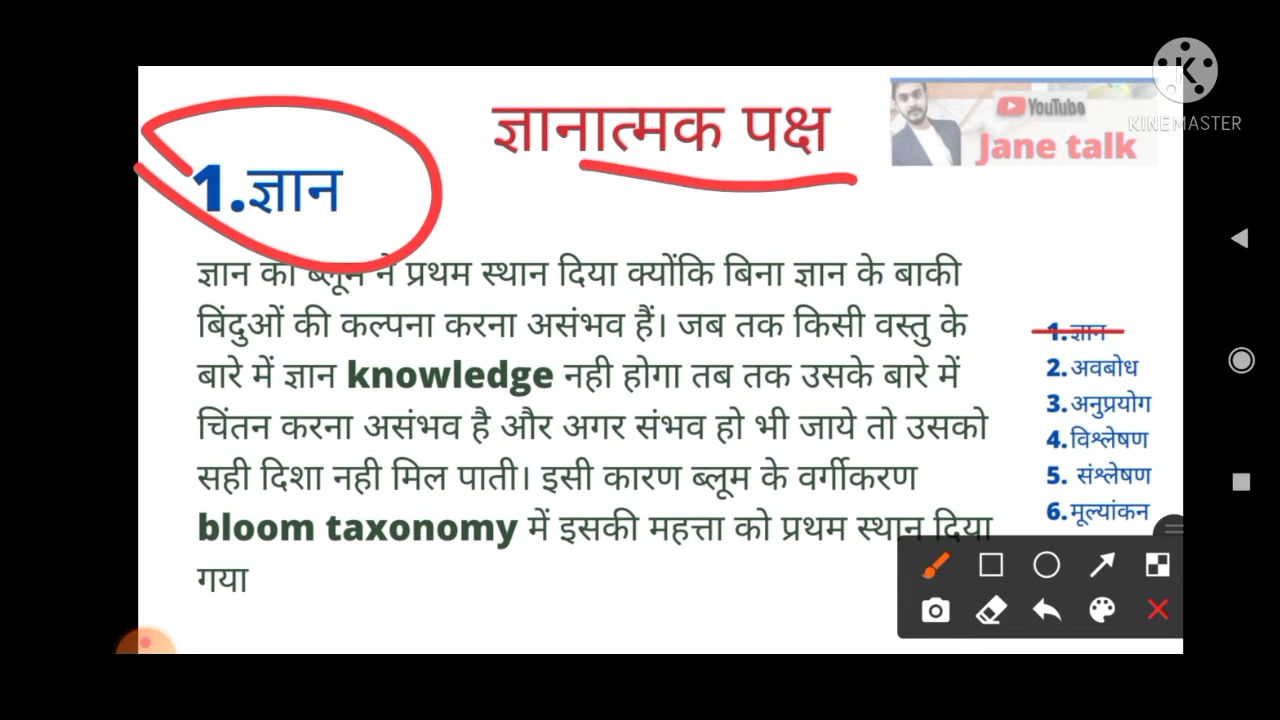 ज्ञानात्मक पक्ष
YouTube
Jane talk
KINEMASTER
1.ज्ञान
ज्ञान को ब्लूम ने प्रथम स्थान दिया क्योंकि बिना ज्ञान के बाकी
बिंदुओं की कल्पना करना असंभव हैं। जब तक किसी वस्तु के
बारे में ज्ञान knowledge नही होगा तब तक उसके बारे में
चिंतन करना असंभव है और अगर संभव हो भी जाये तो उसको
सही दिशा नही मिल पाती। इसी कारण ब्लूम के वर्गीकरण
bloom taxonomy में इसकी महत्ता को प्रथम स्थान दिया
गया
1.ज्ञान
2.अवबोध
3.अनुप्रयोग
4.विश्लेषण
5. संश्लेषण
6.मूल्यांकन